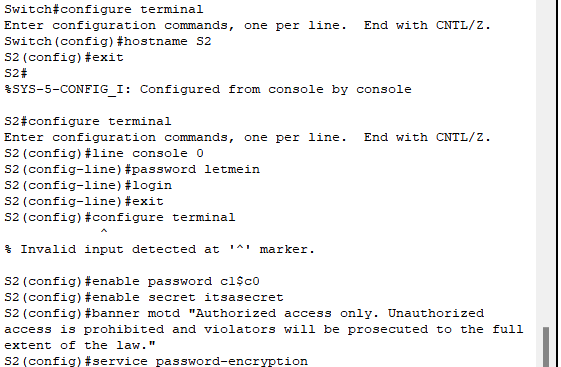 Switch#configure terminal
Enter configuration commands, one per line.  End with CNTL/Z.
Switch(config)#hostname S2
S2(config)#exit
S2#
%SYS-5-CONFIG_I: Configured from console by console

S2#configure terminal
Enter configuration commands, one per line.  End with CNTL/Z.
S2(config)#line console 0
S2(config-line)#password letmein
S2(config-line)#login
S2(config-line)#exit
S2(config)#configure terminal
            ^
% Invalid input detected at '^' marker.

S2(config)#enable password c1$c0
S2(config)#enable secret itsasecret
S2(config)#banner motd "Authorized access only. Unauthorized
access is prohibited and violators will be prosecuted to the full
extent of the law."
S2(config)#service password-encryption